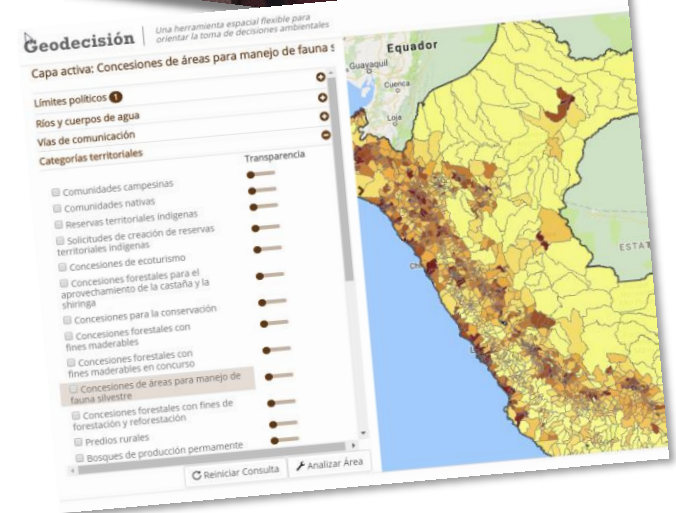 Geodecisión
Una herramienta espacial flexible para
orientar la toma de decisiones ambientales
Capa activa: Concesiones de áreas para manejo de fauna s
Límites políticos 1
Ríos y cuerpos de agua
Vías de comunicación
Categorías territoriales
Transparencia
Comunidades campesinas
Comunidades nativas
Reservas territoriales indígenas
Solicitudes de creación de reservas
territoriales indígenas
Concesiones de ecoturismo
Concesiones forestales para el
aprovechamiento de la castaña y la
shiringa
Concesiones para la conservación
Concesiones forestales con
fines maderables
Concesiones forestales con
fines maderables en concurso
Concesiones de áreas para manejo de
fauna silvestre
Concesiones forestales con fines de
forestación y reforestación
Predios rurales
Bosques de producción permamente
Reiniciar Consulta
Analizar Área
Equador
Guayaquil
Cuenca
Loja
ESTAT